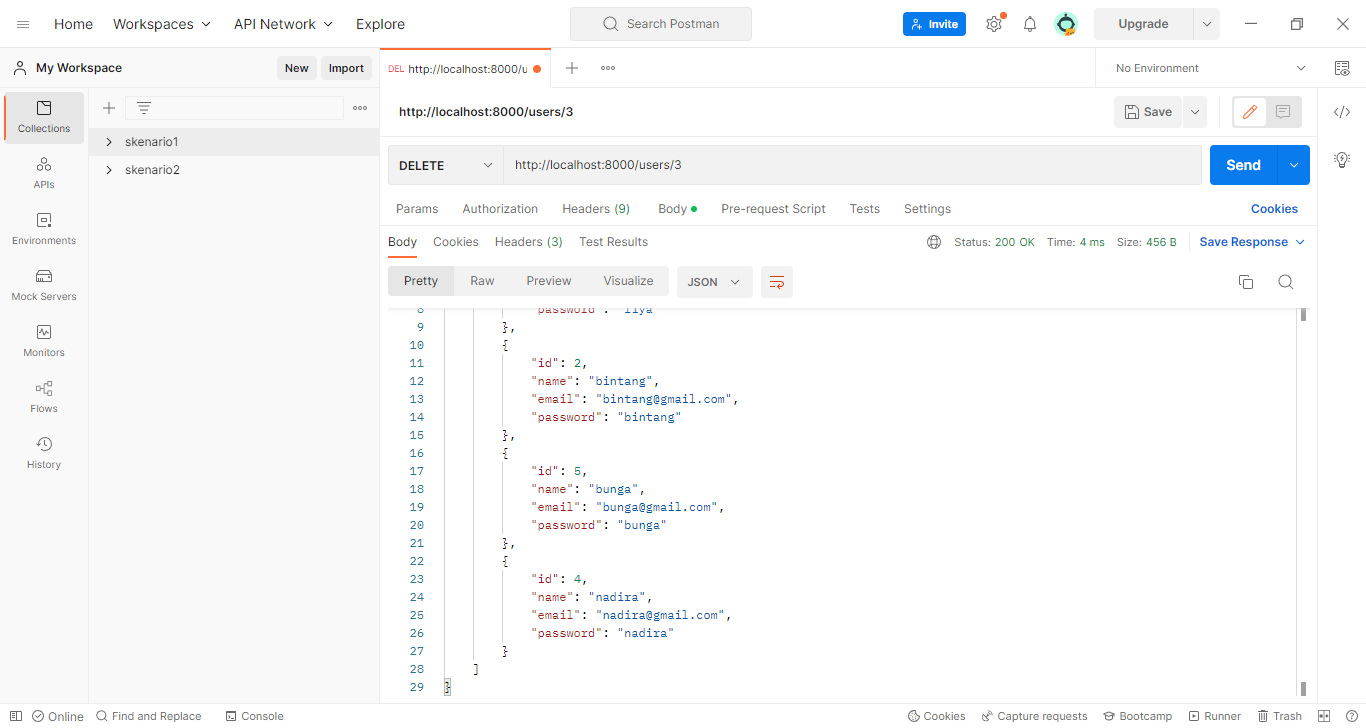 Home Workspaces API Network Explore Search Postman Invite Upgrade
My Workspace New Import DEL http://localhost:8000/u No Environment
http://localhost:8000/users/3 Save
Collections
APIs
Environments
Mock Servers
Monitors
Flows
History
skenario1
skenario2
DELETE http://localhost:8000/users/3 Send
Params Authorization Headers (9) Body Pre-request Script Tests Settings Cookies
Body Cookies Headers (3) Test Results Status: 200 OK Time: 4 ms Size: 456 B Save Response
Pretty Raw Preview Visualize JSON
8 "password": "
9 },
10 {
11 "id": 2,
12 "name": "bintang",
13 "email": "bintang@gmail.com",
14 "password": "bintang"
15 },
16 {
17 "id": 5,
18 "name": "bunga",
19 "email": "bunga@gmail.com",
20 "password": "bunga"
21 },
22 {
23 "id": 4,
24 "name": "nadira",
25 "email": "nadira@gmail.com",
26 "password": "nadira"
27 }
28 ]
29 }
Online Find and Replace Console Cookies Capture requests Bootcamp Runner Trash